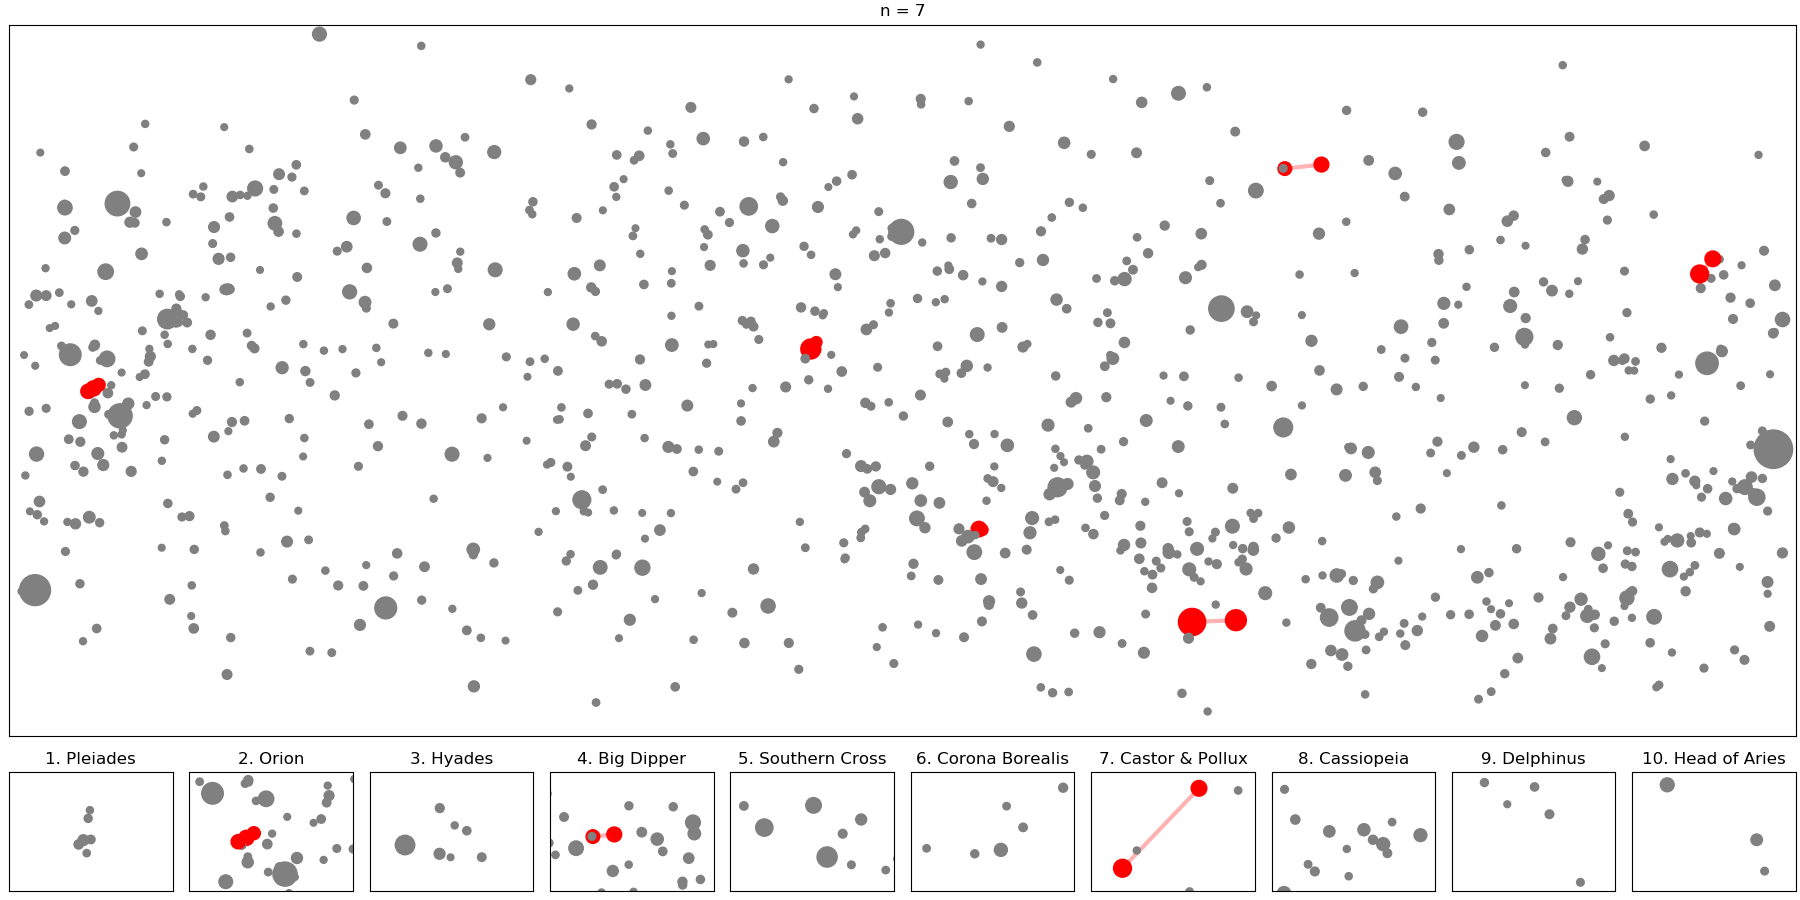 n = 7
1. Pleiades
2. Orion
3. Hyades
4. Big Dipper
5. Southern Cross
6. Corona Borealis
7. Castor & Pollux
8. Cassiopeia
9. Delphinus
10. Head of Aries